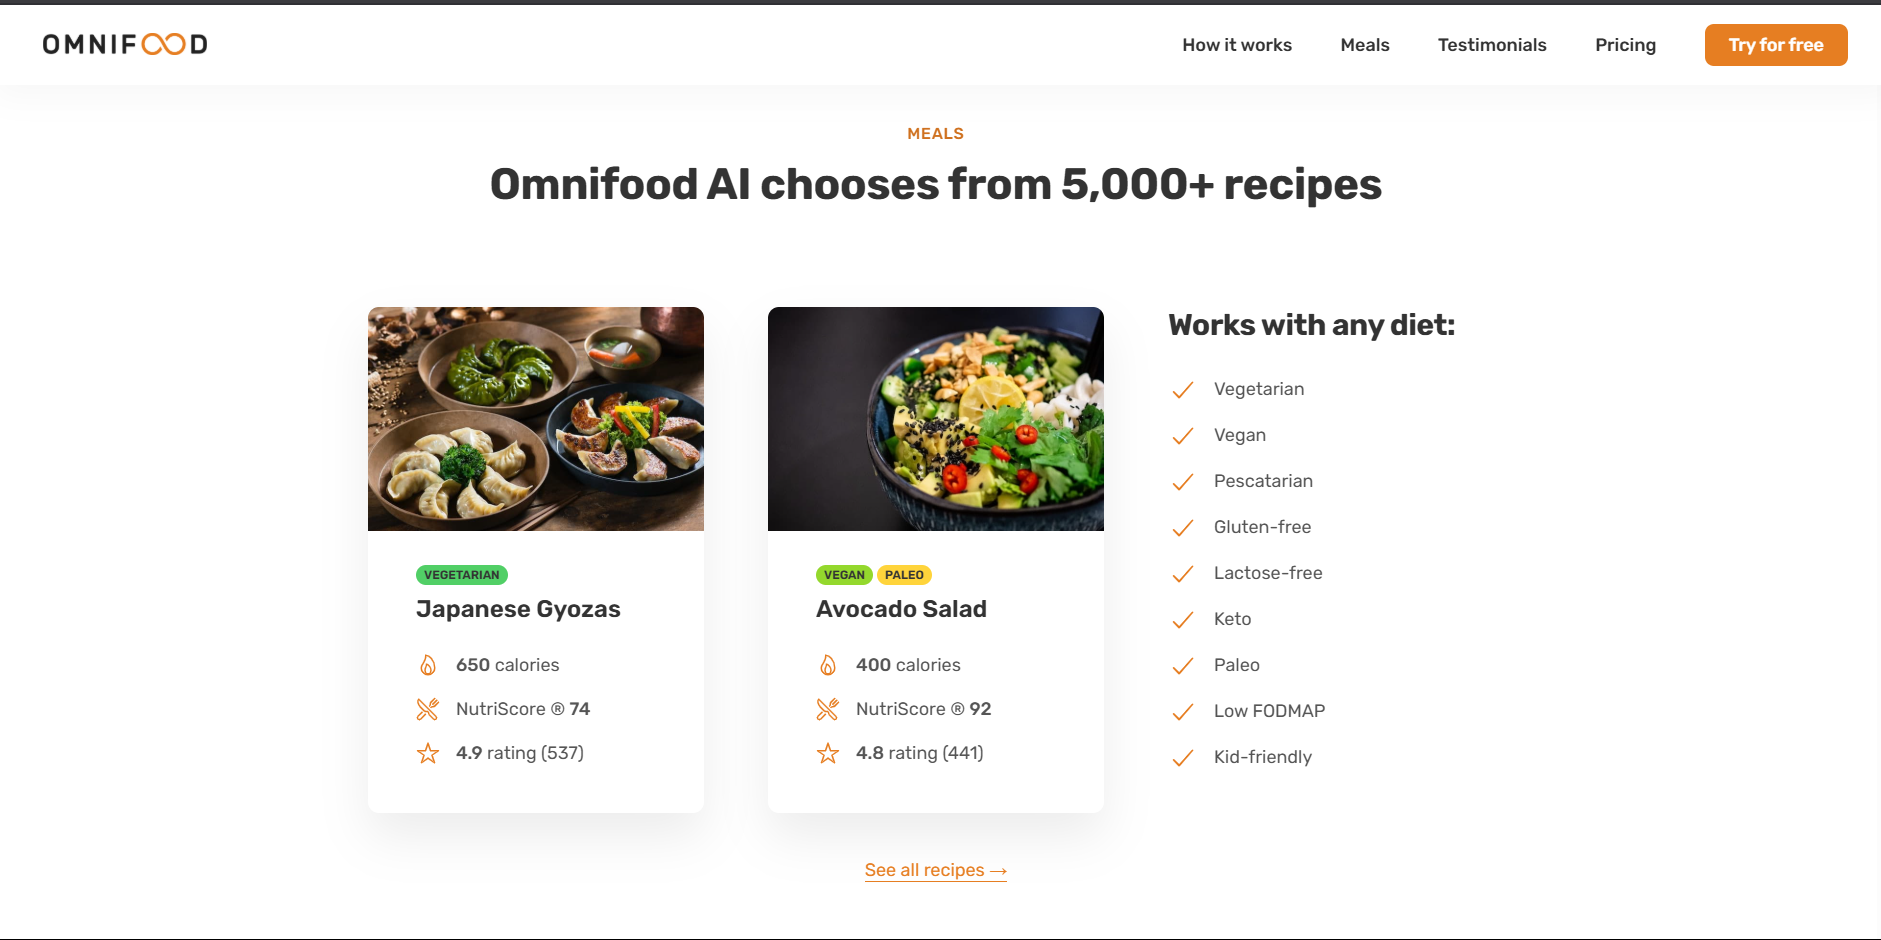 OMNIFOOD
How it works
Meals
Testimonials
Pricing
Try for free
MEALS
Omnifood AI chooses from 5,000+ recipes
VEGETARIAN
Japanese Gyozas
650 calories
NutriScore ® 74
4.9 rating (537)
VEGAN
PALEO
Avocado Salad
400 calories
NutriScore ® 92
4.8 rating (441)
Works with any diet:
Vegetarian
Vegan
Pescatarian
Gluten-free
Lactose-free
Keto
Paleo
Low FODMAP
Kid-friendly
See all recipes →